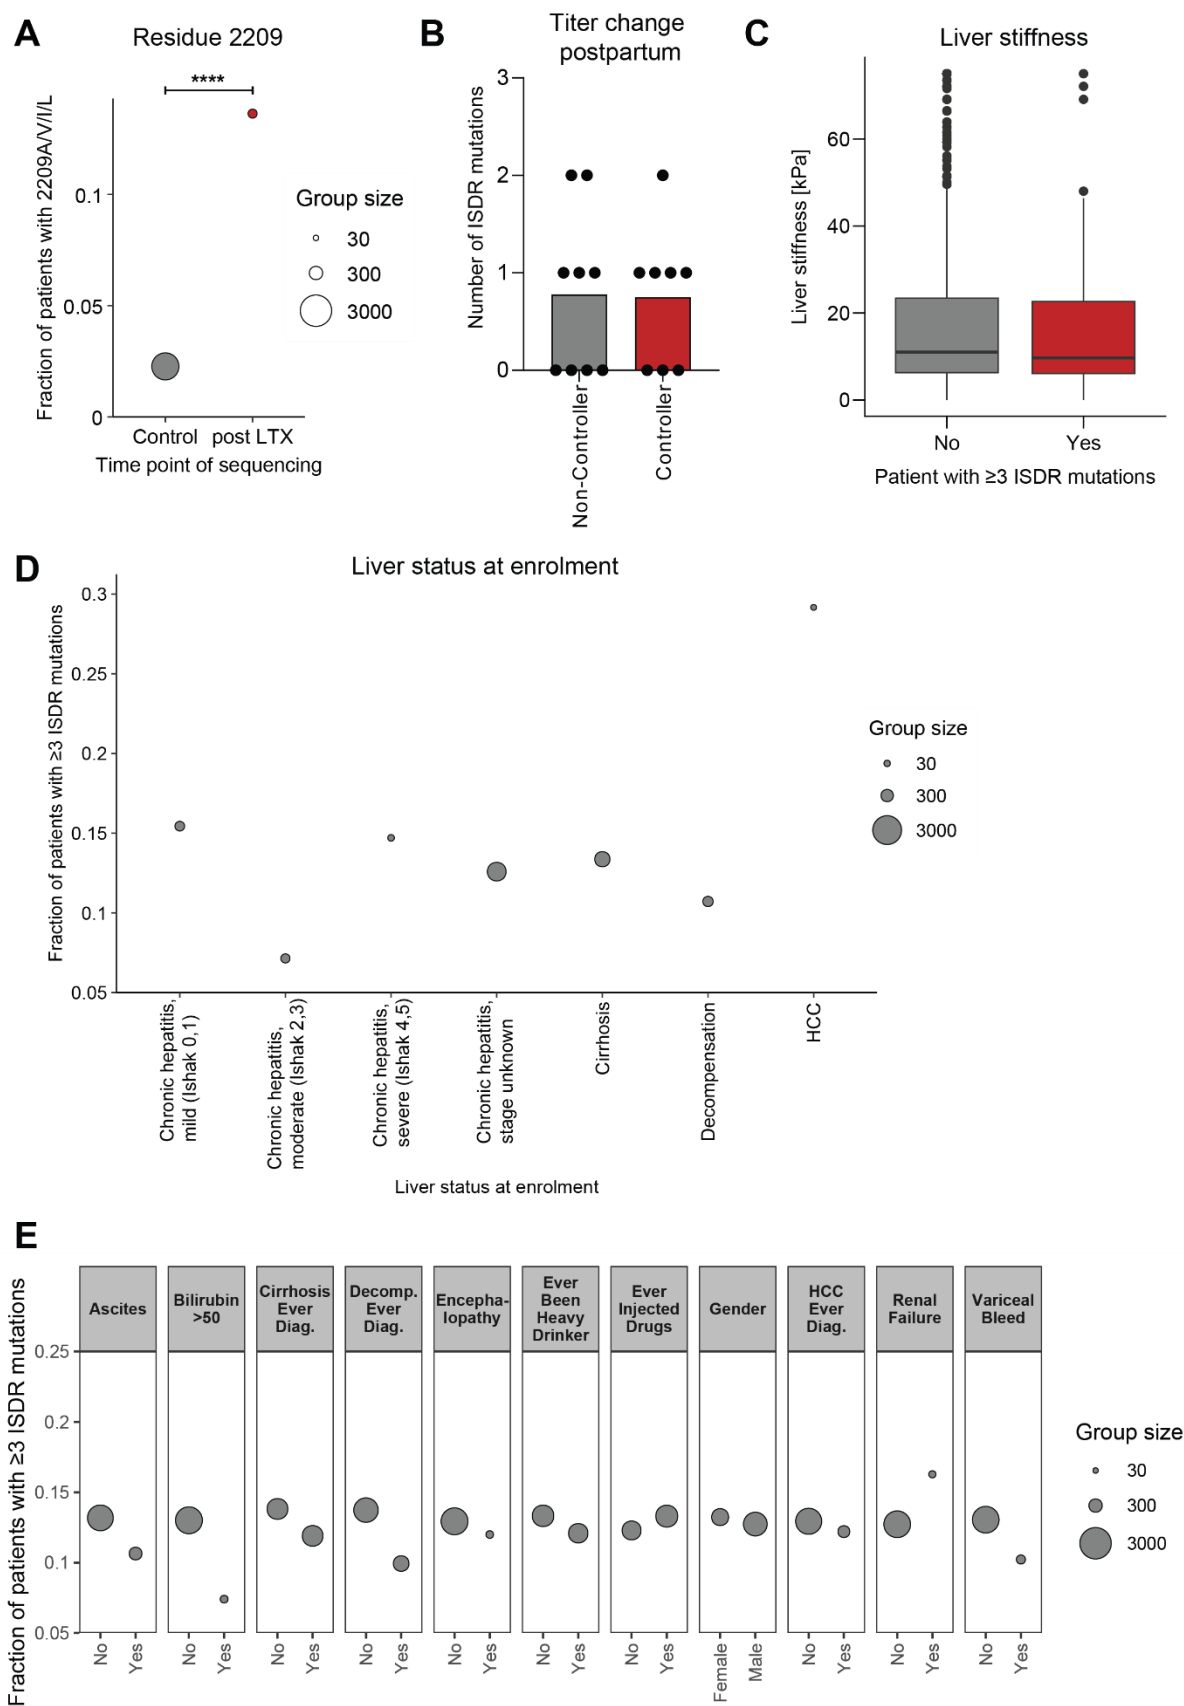 A
Residue 2209
****
Fraction of patients with 2209A/V/I/L
0.1
0.05
0
Control
post LTX
Time point of sequencing
Group size
30
300
3000
B
Titer change
postpartum
Number of ISDR mutations
3
2
1
0
Non-Controller
Controller
C
Liver stiffness
Liver stiffness [kPa]
60
40
20
0
No
Yes
Patient with ≥3 ISDR mutations
D
Liver status at enrolment
Fraction of patients with ≥3 ISDR mutations
0.3
0.25
0.2
0.15
0.1
0.05
Chronic hepatitis,
mild (Ishak 0,1)
Chronic hepatitis,
moderate (Ishak 2,3)
Chronic hepatitis,
severe (Ishak 4,5)
Chronic hepatitis,
stage unknown
Cirrhosis
Decompensation
HCC
Liver status at enrolment
Group size
30
300
3000
E
Fraction of patients with ≥3 ISDR mutations
0.25
0.2
0.15
0.1
0.05
Ascites
No
Yes
Bilirubin
>50
No
Yes
Cirrhosis
Ever
Diag.
No
Yes
Decomp.
Ever
Diag.
No
Yes
Encepha-
lopathy
No
Yes
Ever
Been
Heavy
Drinker
No
Yes
Ever
Injected
Drugs
No
Yes
Gender
Female
Male
HCC
Ever
Diag.
No
Yes
Renal
Failure
No
Yes
Variceal
Bleed
No
Yes
Group size
30
300
3000